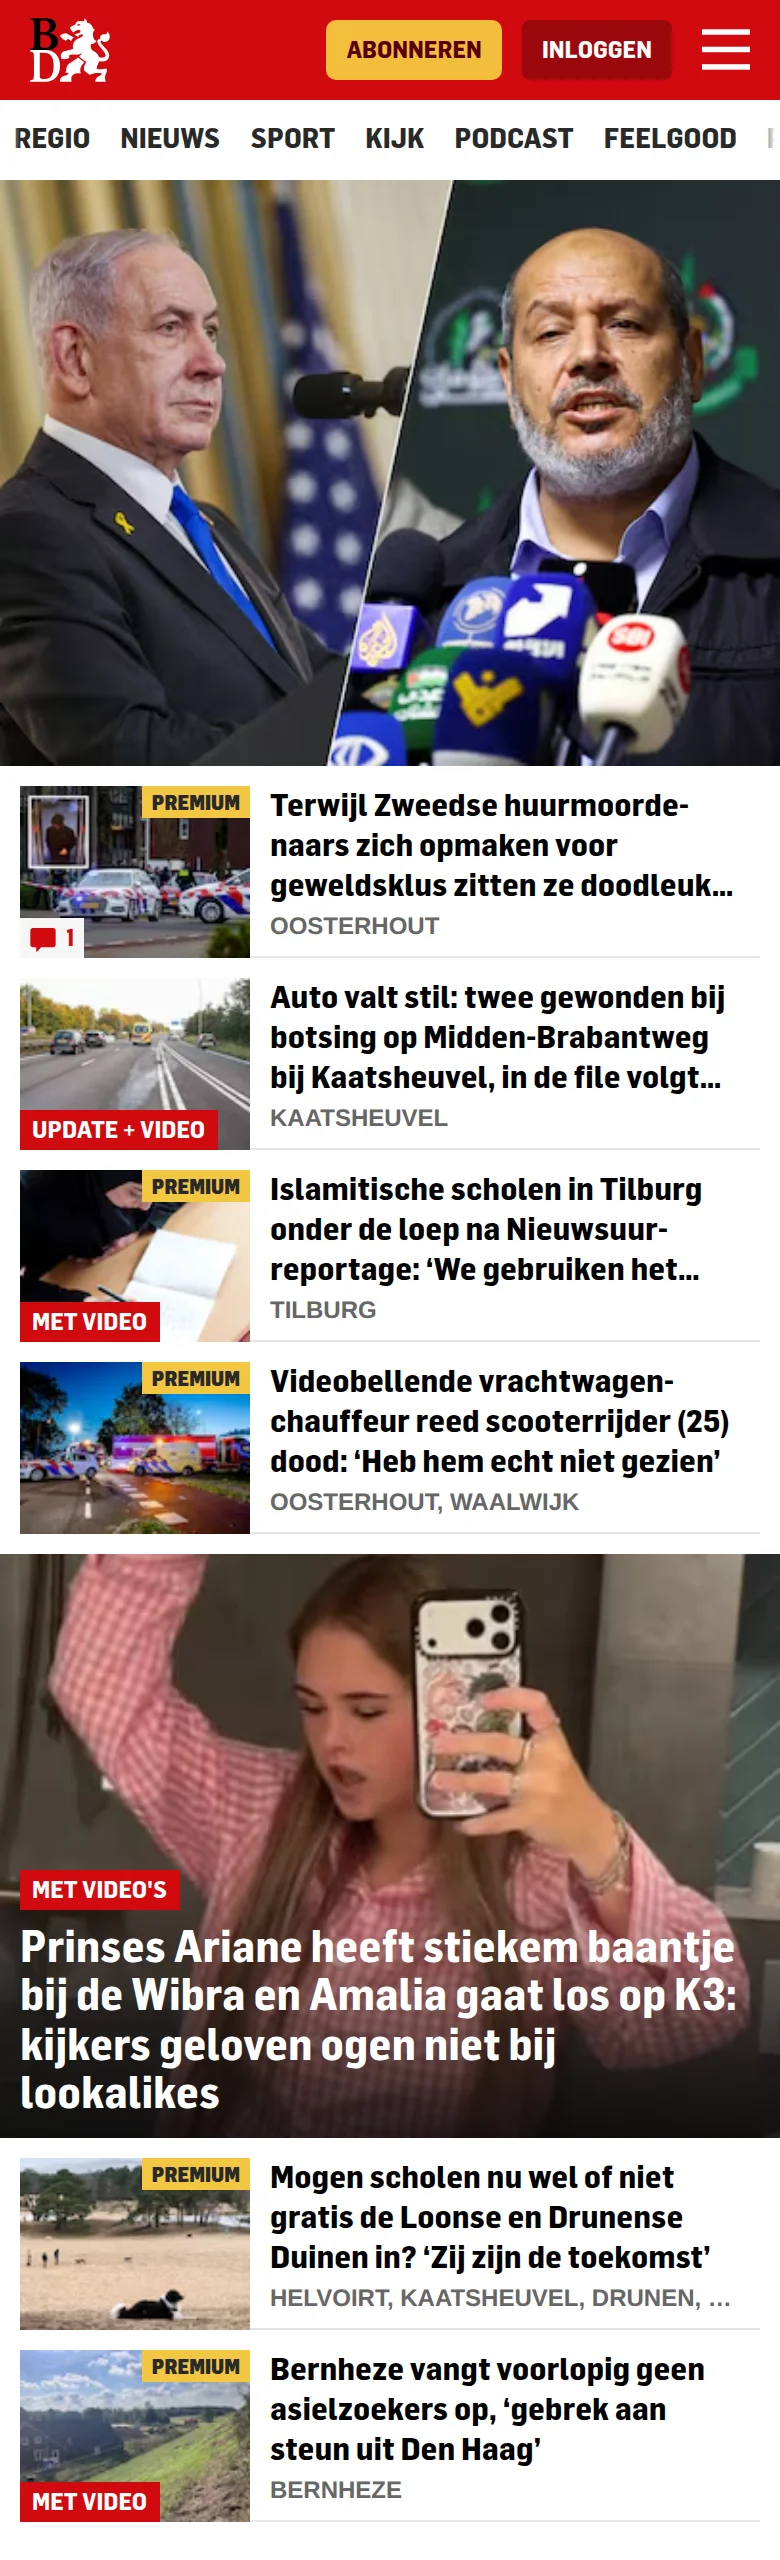 BD
ABONNEREN
INLOGGEN
REGIO NIEUWS SPORT KIJK PODCAST FEELGOOD
SBI
PREMIUM
1
Terwijl Zweedse huurmoorde-
naars zich opmaken voor
geweldsklus zitten ze doodleuk...
OOSTERHOUT
UPDATE + VIDEO
Auto valt stil: twee gewonden bij
botsing op Midden-Brabantweg
bij Kaatsheuvel, in de file volgt...
KAATSHEUVEL
PREMIUM
MET VIDEO
Islamitische scholen in Tilburg
onder de loep na Nieuwsuur-
reportage: ‘We gebruiken het...
TILBURG
PREMIUM
Videobellende vrachtwagen-
chauffeur reed scooterrijder (25)
dood: ‘Heb hem echt niet gezien’
OOSTERHOUT, WAALWIJK
MET VIDEO'S
Prinses Ariane heeft stiekem baantje
bij de Wibra en Amalia gaat los op K3:
kijkers geloven ogen niet bij
lookalikes
PREMIUM
Mogen scholen nu wel of niet
gratis de Loonse en Drunense
Duinen in? ‘Zij zijn de toekomst’
HELVOIRT, KAATSHEUVEL, DRUNEN, ...
PREMIUM
MET VIDEO
Bernheze vangt voorlopig geen
asielzoekers op, ‘gebrek aan
steun uit Den Haag’
BERNHEZE